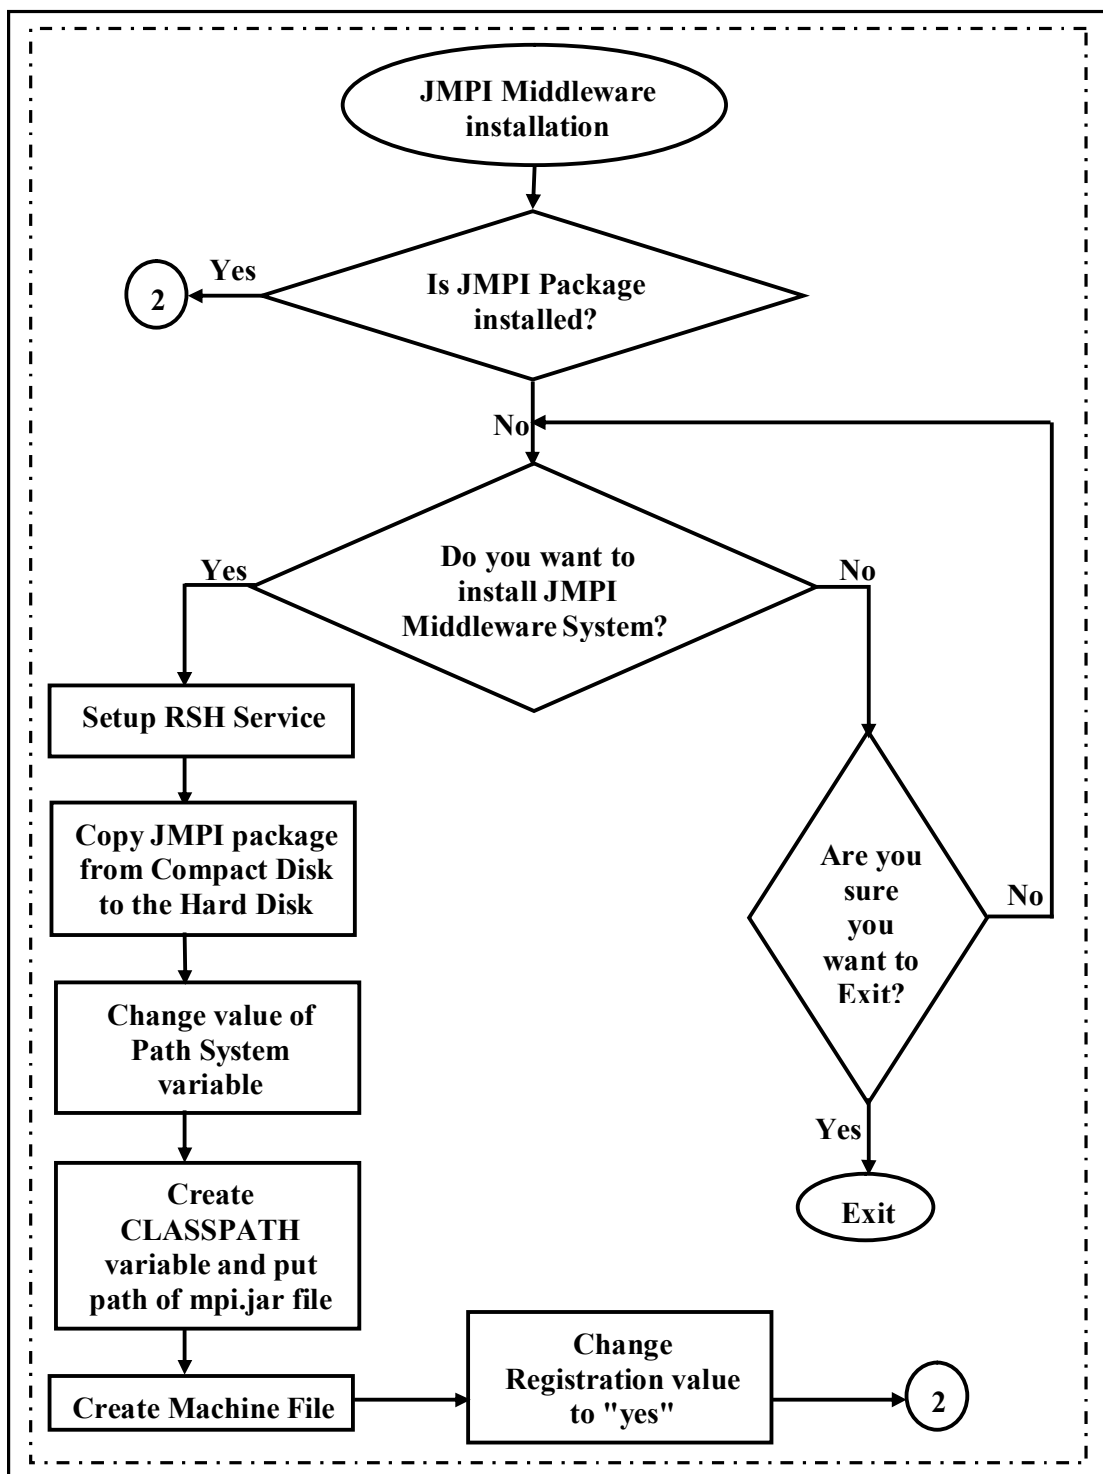 JMPI Middleware
installation
Yes
2
Is JMPI Package
installed?
No
Yes
Do you want to
install JMPI
Middleware System?
No
Setup RSH Service
Copy JMPI package
from Compact Disk
to the Hard Disk
Are you
sure
you
want to
Exit?
No
Change value of
Path System
variable
Yes
Create
CLASSPATH
variable and put
path of mpi.jar file
Exit
Create Machine File
Change
Registration value
to "yes"
2